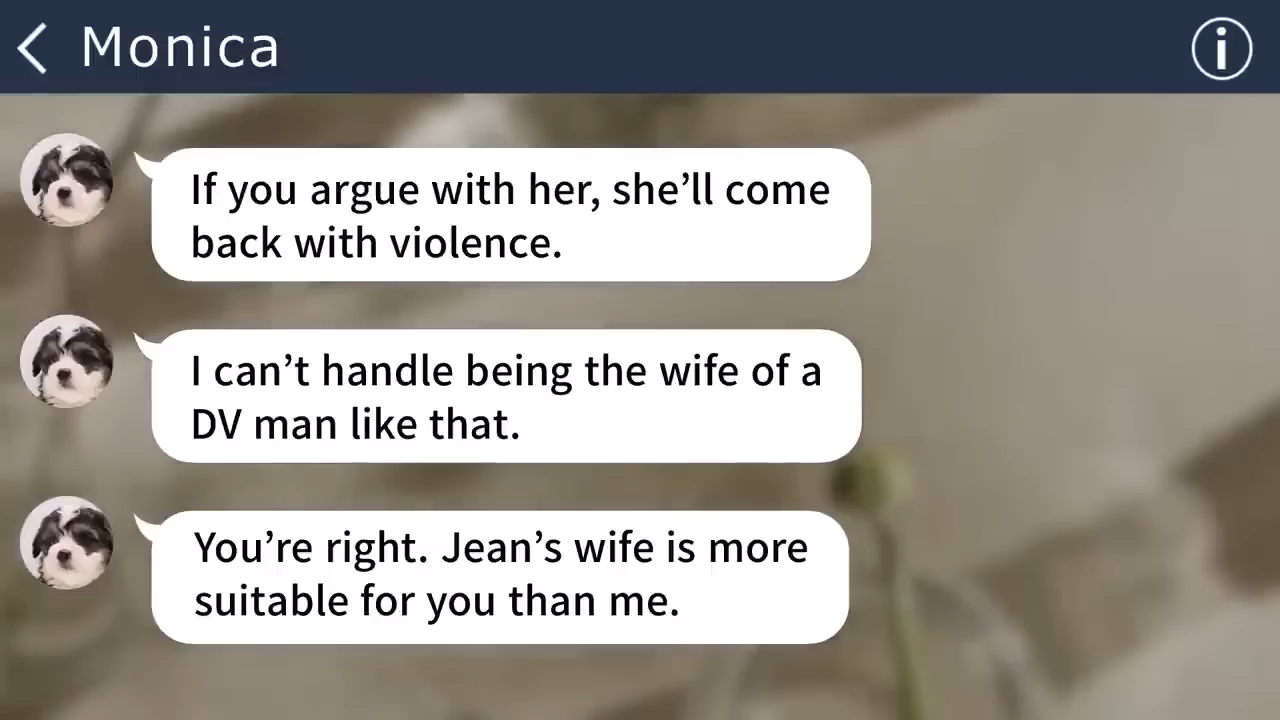 Monica
If you argue with her, she’ll come
back with violence.
I can’t handle being the wife of a
DV man like that.
You’re right. Jean’s wife is more
suitable for you than me.